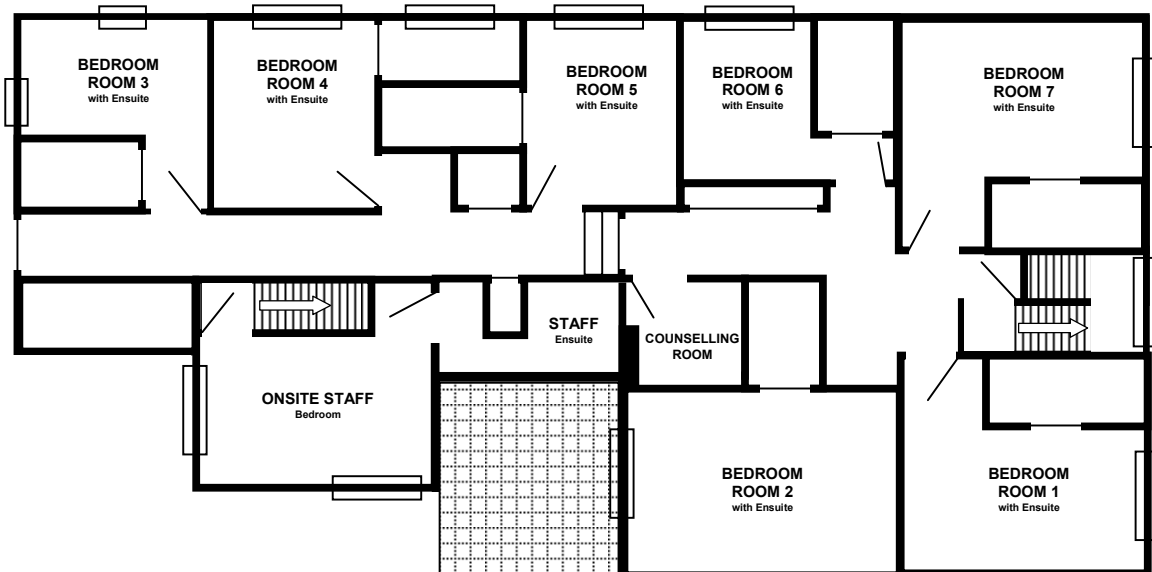 BEDROOM
ROOM 3
with Ensuite
BEDROOM
ROOM 4
with Ensuite
BEDROOM
ROOM 5
with Ensuite
BEDROOM
ROOM 6
with Ensuite
BEDROOM
ROOM 7
with Ensuite
STAFF
Ensuite
COUNSELLING
ROOM
ONSITE STAFF
Bedroom
BEDROOM
ROOM 2
with Ensuite
BEDROOM
ROOM 1
with Ensuite